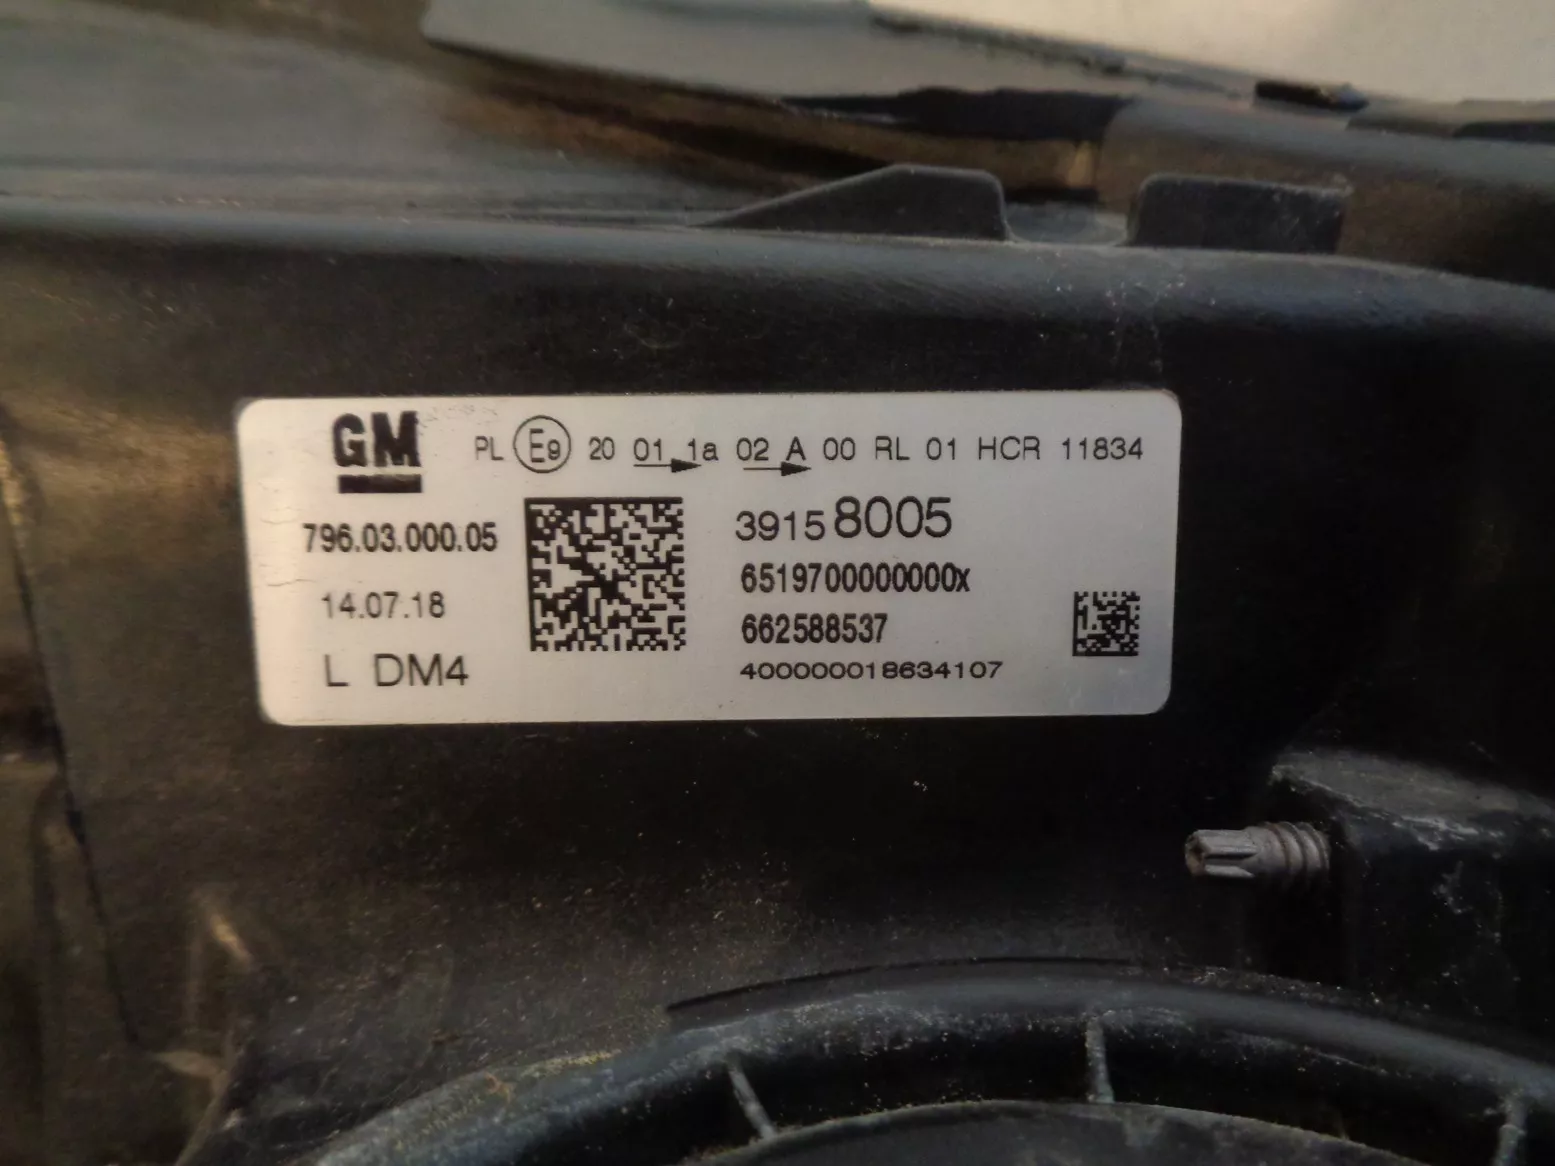 GM
PL E9 20 01 1a 02 A 00 RL 01 HCR 11834
796.03.000.05
39158005
6519700000000x
14.07.18
662588537
L DM4
400000018634107